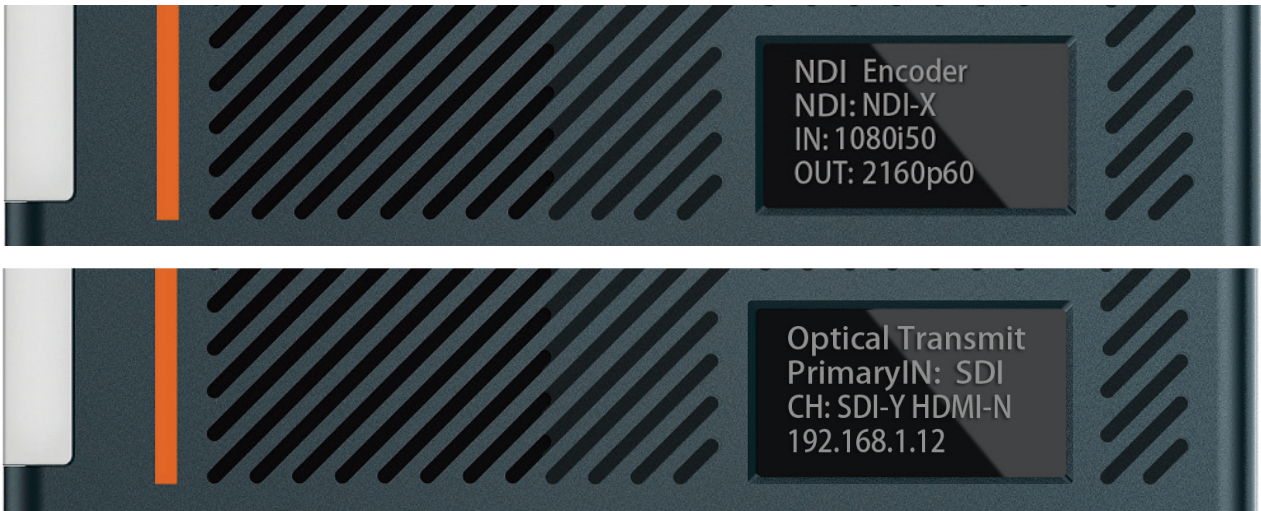 NDI Encoder
NDI: NDI-X
IN: 1080i50
OUT: 2160p60
Optical Transmit
PrimaryIN: SDI
CH: SDI-Y HDMI-N
192.168.1.12